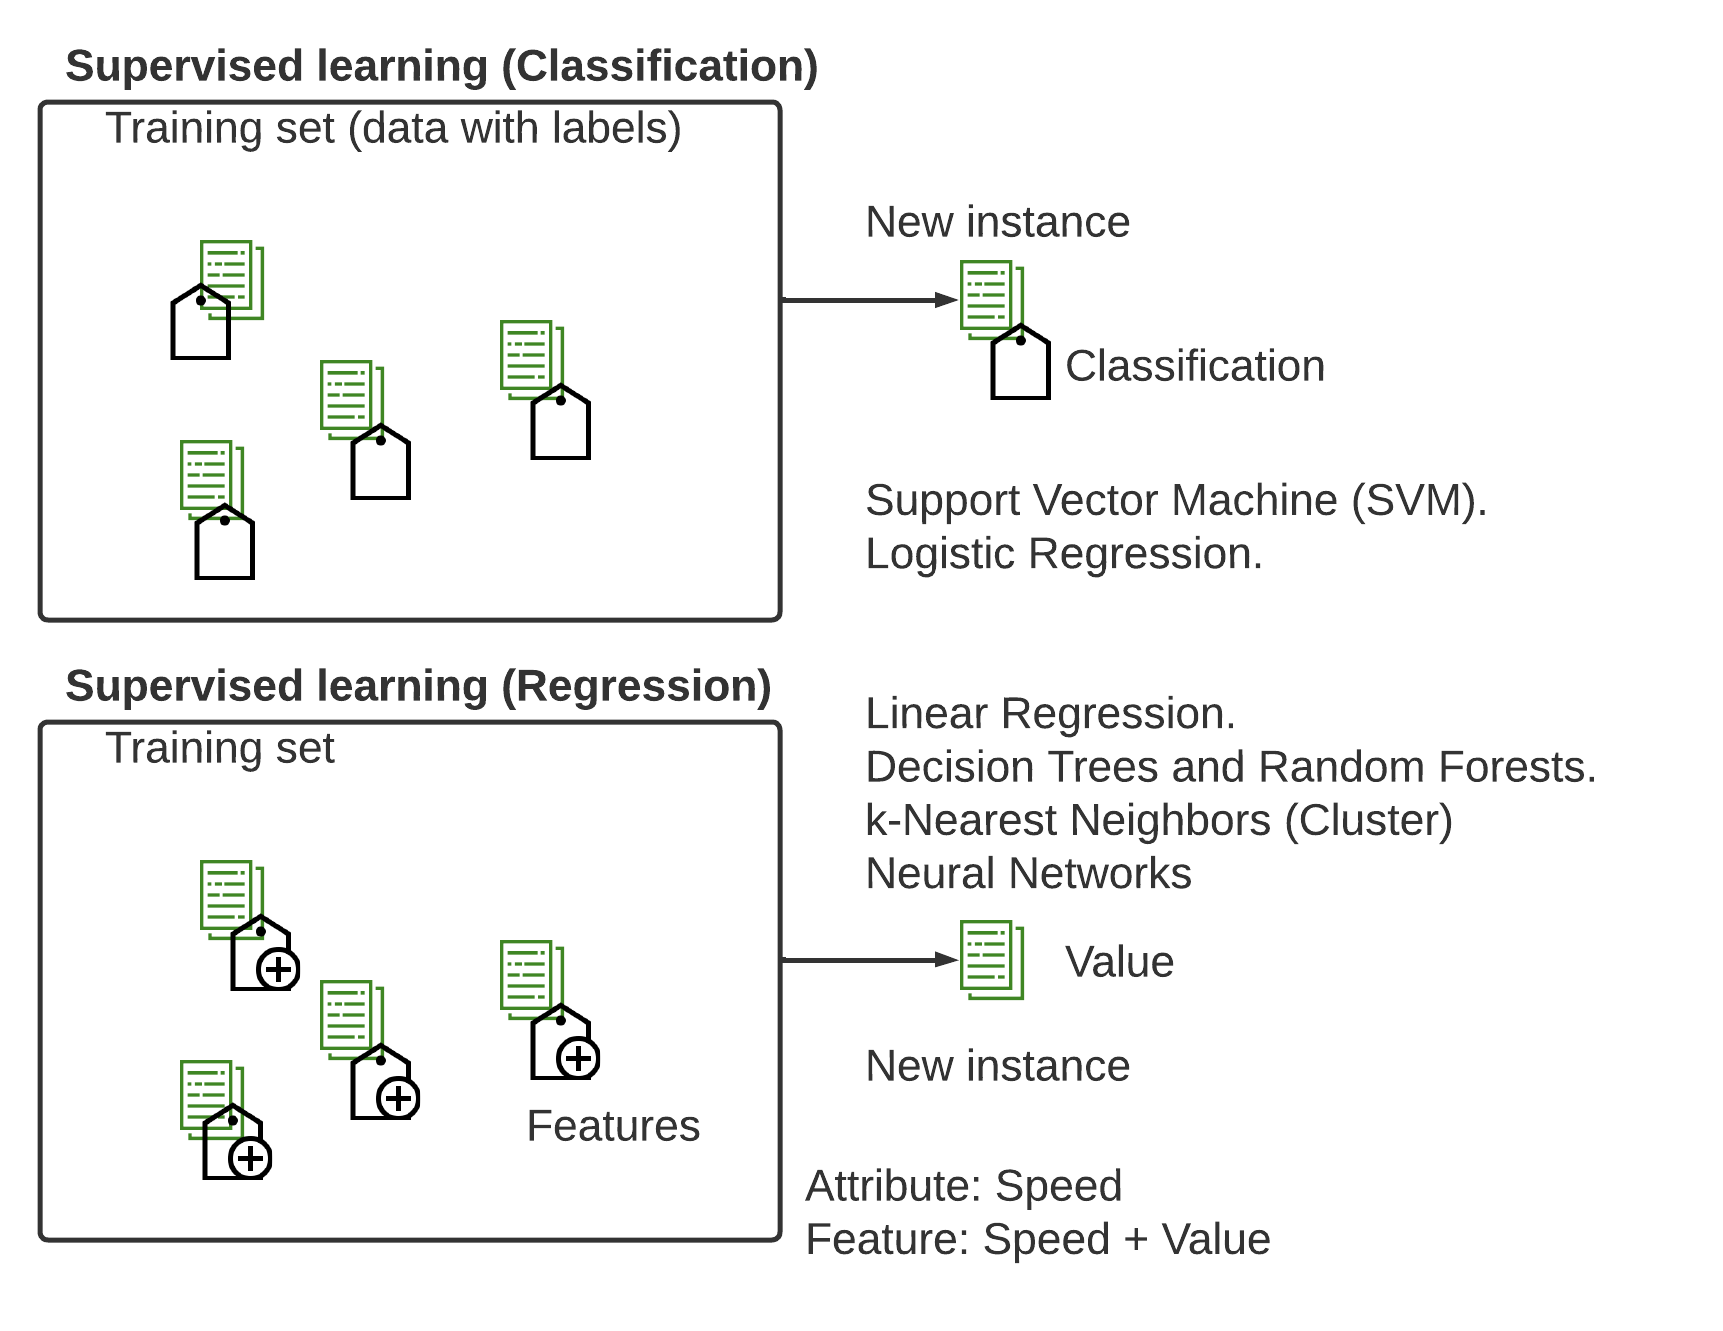 Supervised learning (Classification)
Training set (data with labels)
New instance
Classification
Support Vector Machine (SVM).
Logistic Regression.
Supervised learning (Regression)
Training set
Linear Regression.
Decision Trees and Random Forests.
k-Nearest Neighbors (Cluster)
Neural Networks
Value
New instance
Features
Attribute: Speed
Feature: Speed + Value